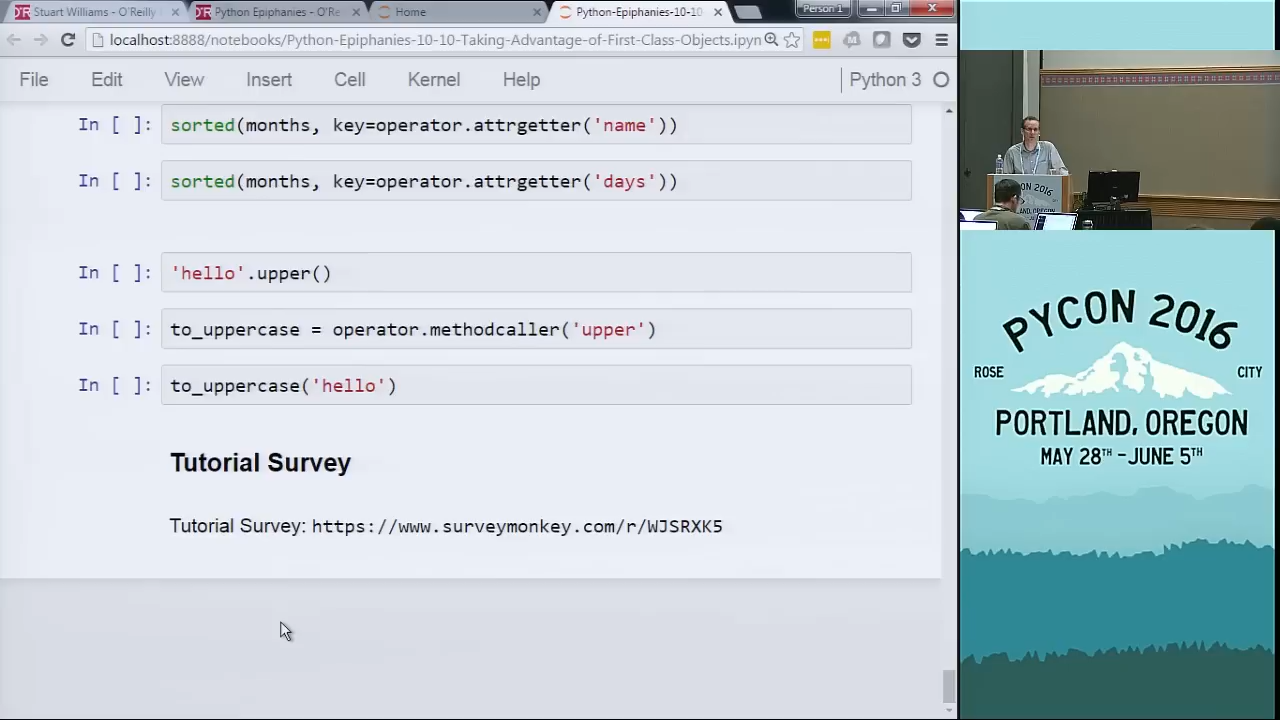 Stuart Williams - O'Reilly
Python Epiphanies - O'Re
Home
Python-Epiphanies-10-10
Person 1
localhost:8888/notebooks/Python-Epiphanies-10-10-Taking-Advantage-of-First-Class-Objects.ipyn
File Edit View Insert Cell Kernel Help Python 3
In [ ]: sorted(months, key=operator.attrgetter('name'))
In [ ]: sorted(months, key=operator.attrgetter('days'))
In [ ]: 'hello'.upper()
In [ ]: to_uppercase = operator.methodcaller('upper')
In [ ]: to_uppercase('hello')
Tutorial Survey
Tutorial Survey: https://www.surveymonkey.com/r/WJSRXK5
PYCON 2016
ROSE CITY
PORTLAND, OREGON
MAY 28TH - JUNE 5TH